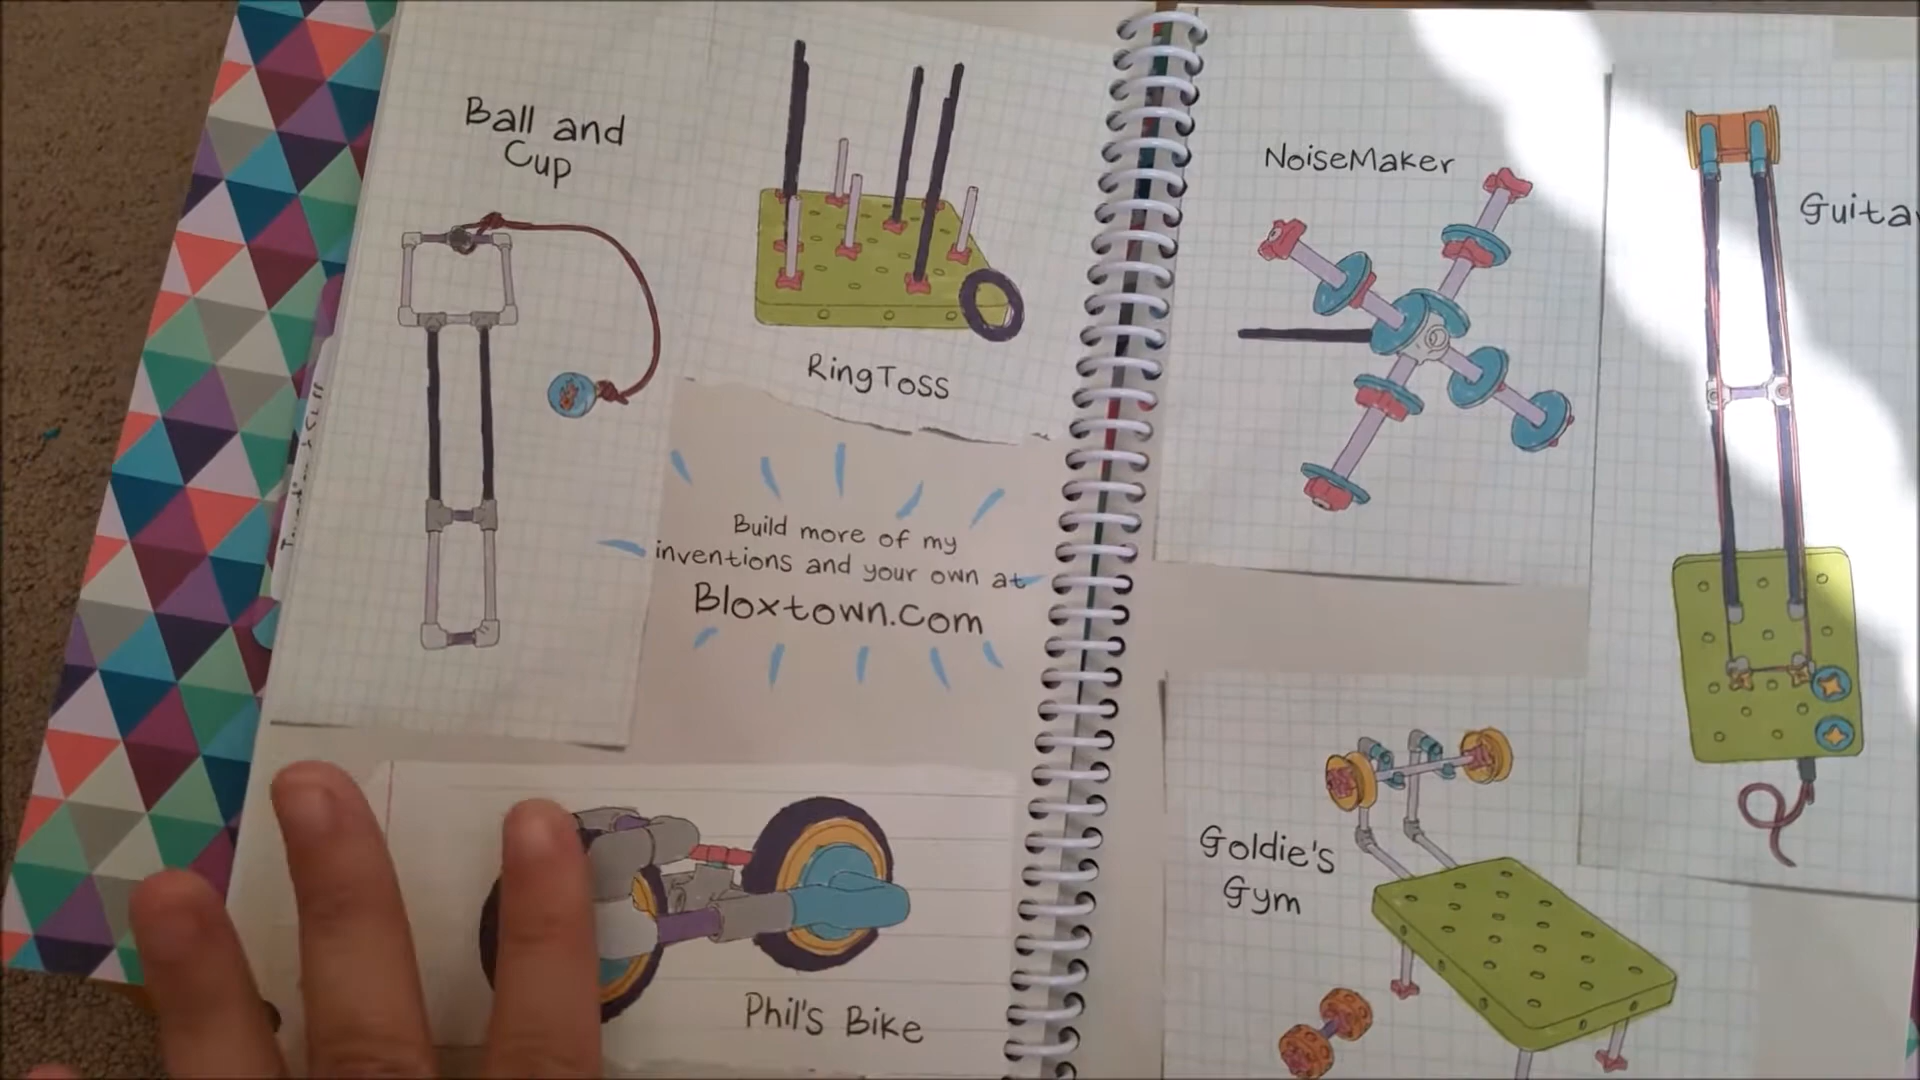 Ball and
Cup
RingToss
Build more of my
inventions and your own at
Bloxtown.com
Phil's Bike
NoiseMaker
Guita
Goldie's
Gym